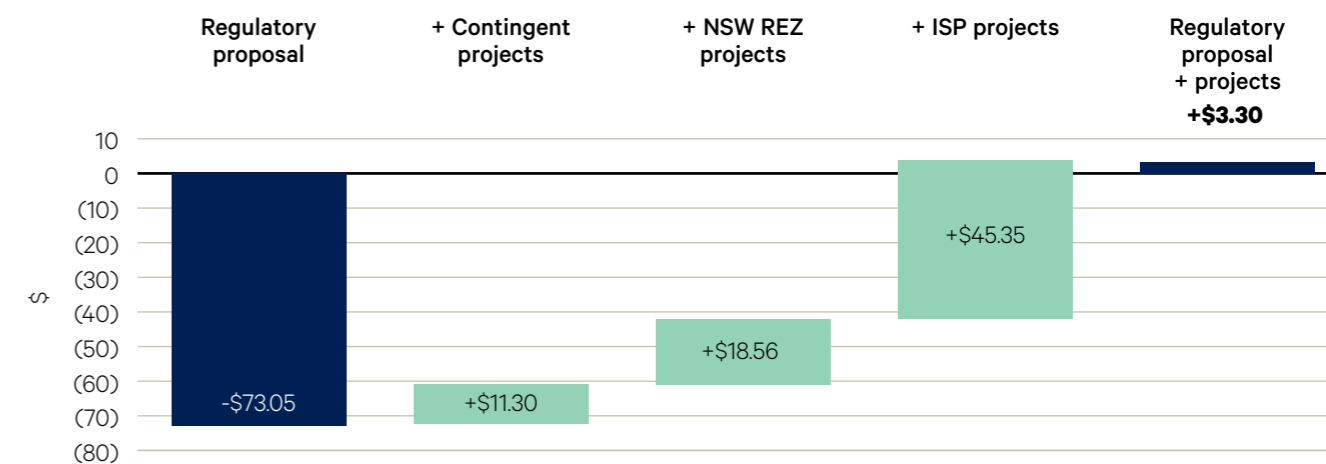 Regulatory
proposal
+ Contingent
projects
+ NSW REZ
projects
+ ISP projects
Regulatory
proposal
+ projects
+$3.30
10
0
(10)
(20)
(30)
(40)
(50)
(60)
(70)
(80)
$
-$73.05
+$11.30
+$18.56
+$45.35